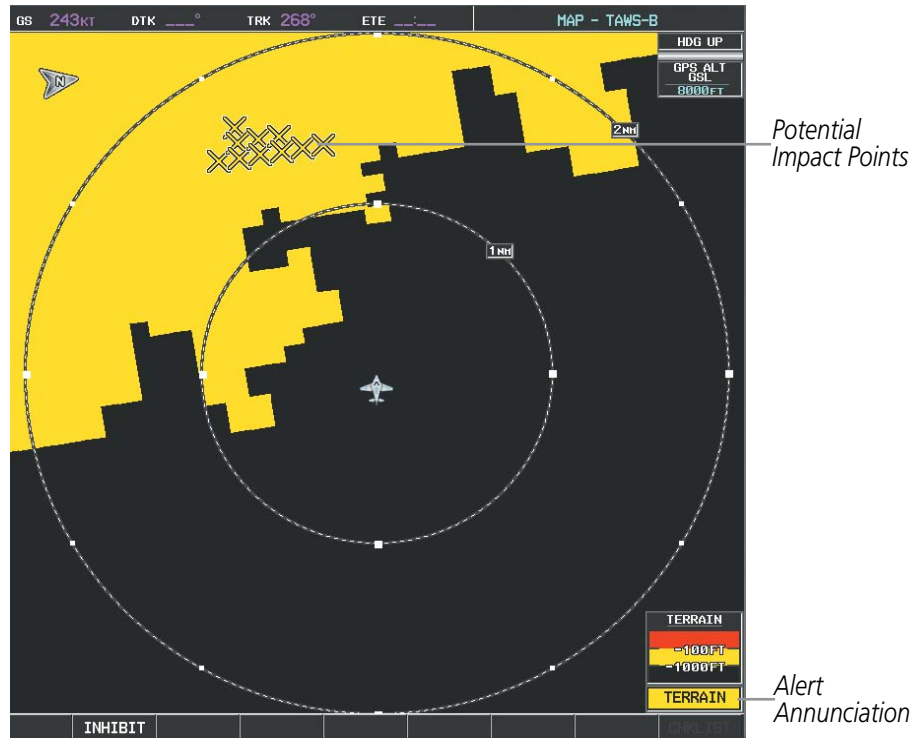 GS 243KT DTK ___° TRK 268° ETE __:__ MAP - TAWS-B
HDG UP
GPS ALT
GSL
8000FT
N
2NM
Potential
Impact Points
1NM
TERRAIN
-100FT
-1000FT
TERRAIN
Alert
Annunciation
INHIBIT
CHKLIST